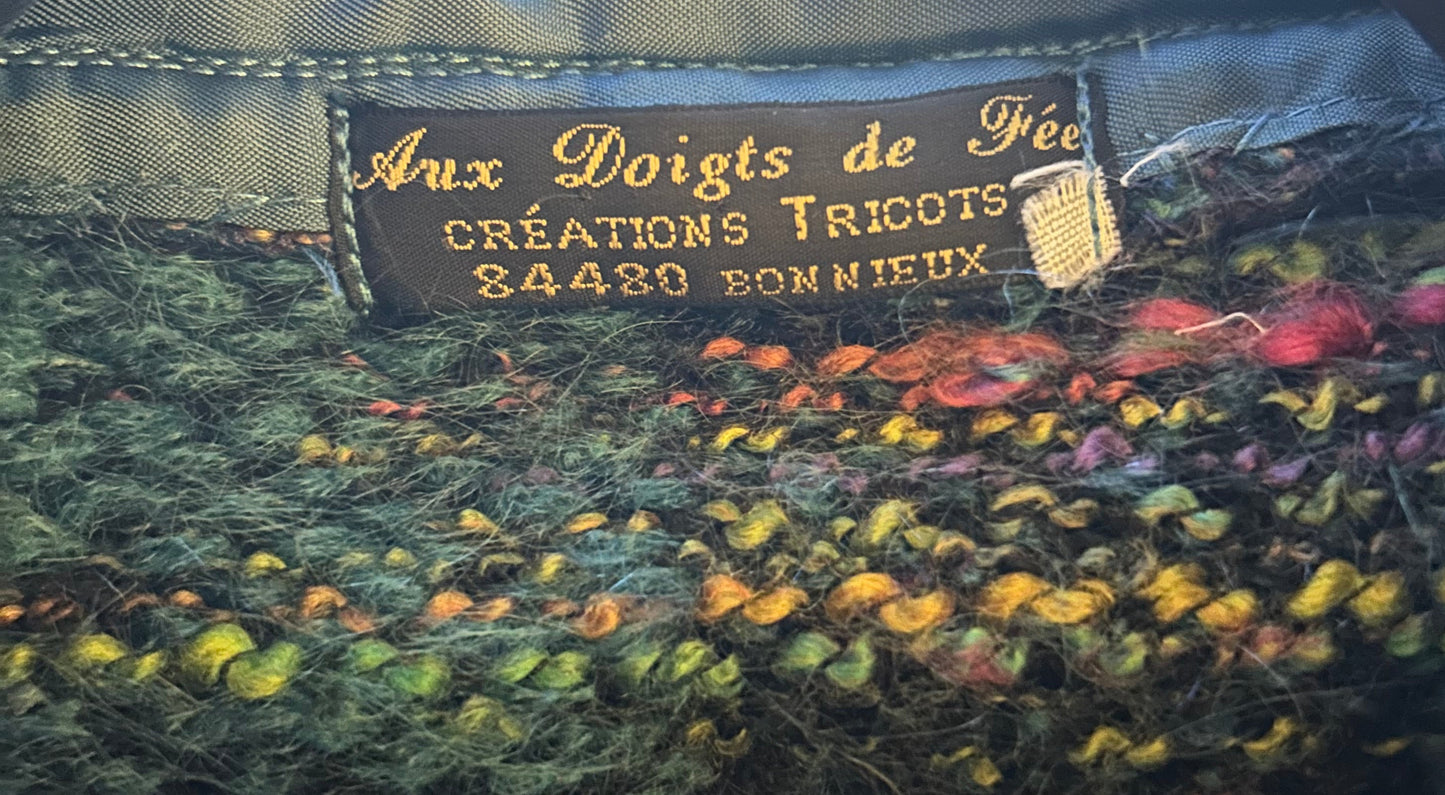 Aux Doigts de Fée
CRÉATIONS TRICOTS
84480 BONNIEUX